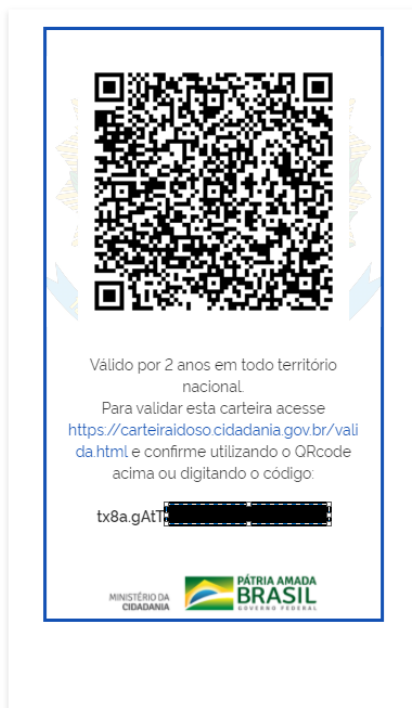 Válido por 2 anos em todo território
nacional.
Para validar esta carteira acesse
https://carteiraidoso.cidadania.gov.br/vali
da.html e confirme utilizando o QRcode
acima ou digitando o código:
tx8a.gAtT
MINISTÉRIO DA
CIDADANIA
PÁTRIA AMADA
BRASIL
GOVERNO FEDERAL